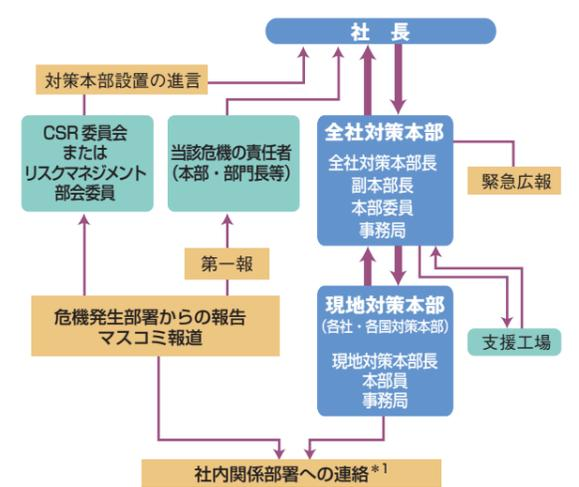 社 長
対策本部設置の進言
CSR 委員会
または
リスクマネジメント
部会委員
当該危機の責任者
（本部・部門長等）
全社対策本部
全社対策本部長
副本部長
本部委員
事務局
緊急広報
第一報
危機発生部署からの報告
マスコミ報道
現地対策本部
（各社・各国対策本部）
現地対策本部長
本部員
事務局
支援工場
社内関係部署への連絡＊1